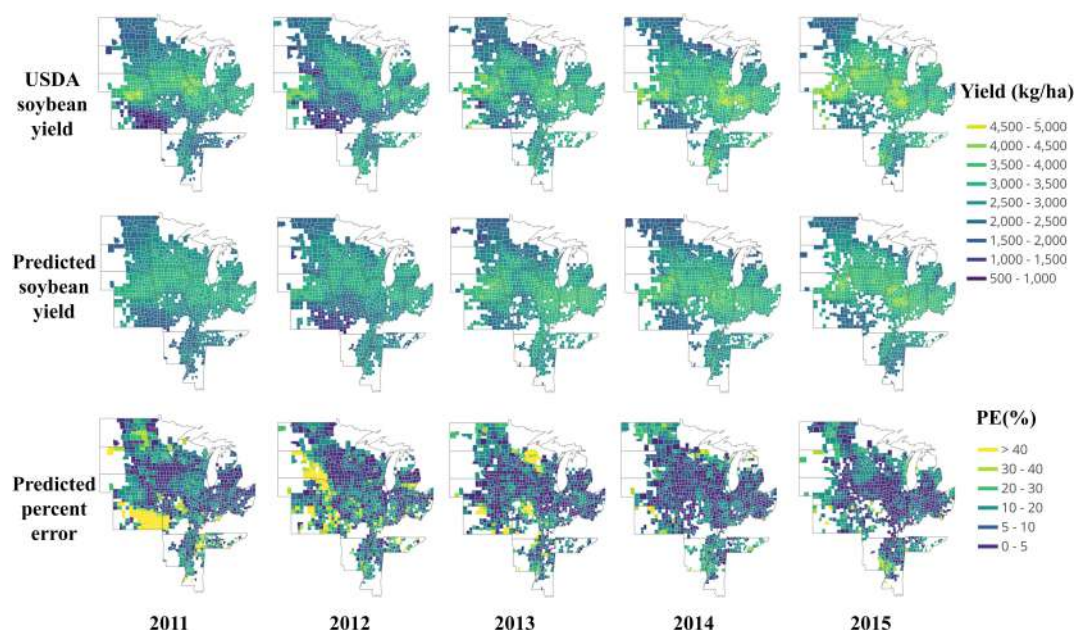 USDA
soybean
yield
Yield (kg/ha)
4,500 - 5,000
4,000 - 4,500
3,500 - 4,000
3,000 - 3,500
2,500 - 3,000
2,000 - 2,500
1,500 - 2,000
1,000 - 1,500
500 - 1,000
Predicted
soybean
yield
Predicted
percent
error
PE(%)
> 40
30 - 40
20 - 30
10 - 20
5 - 10
0 - 5
2011 2012 2013 2014 2015